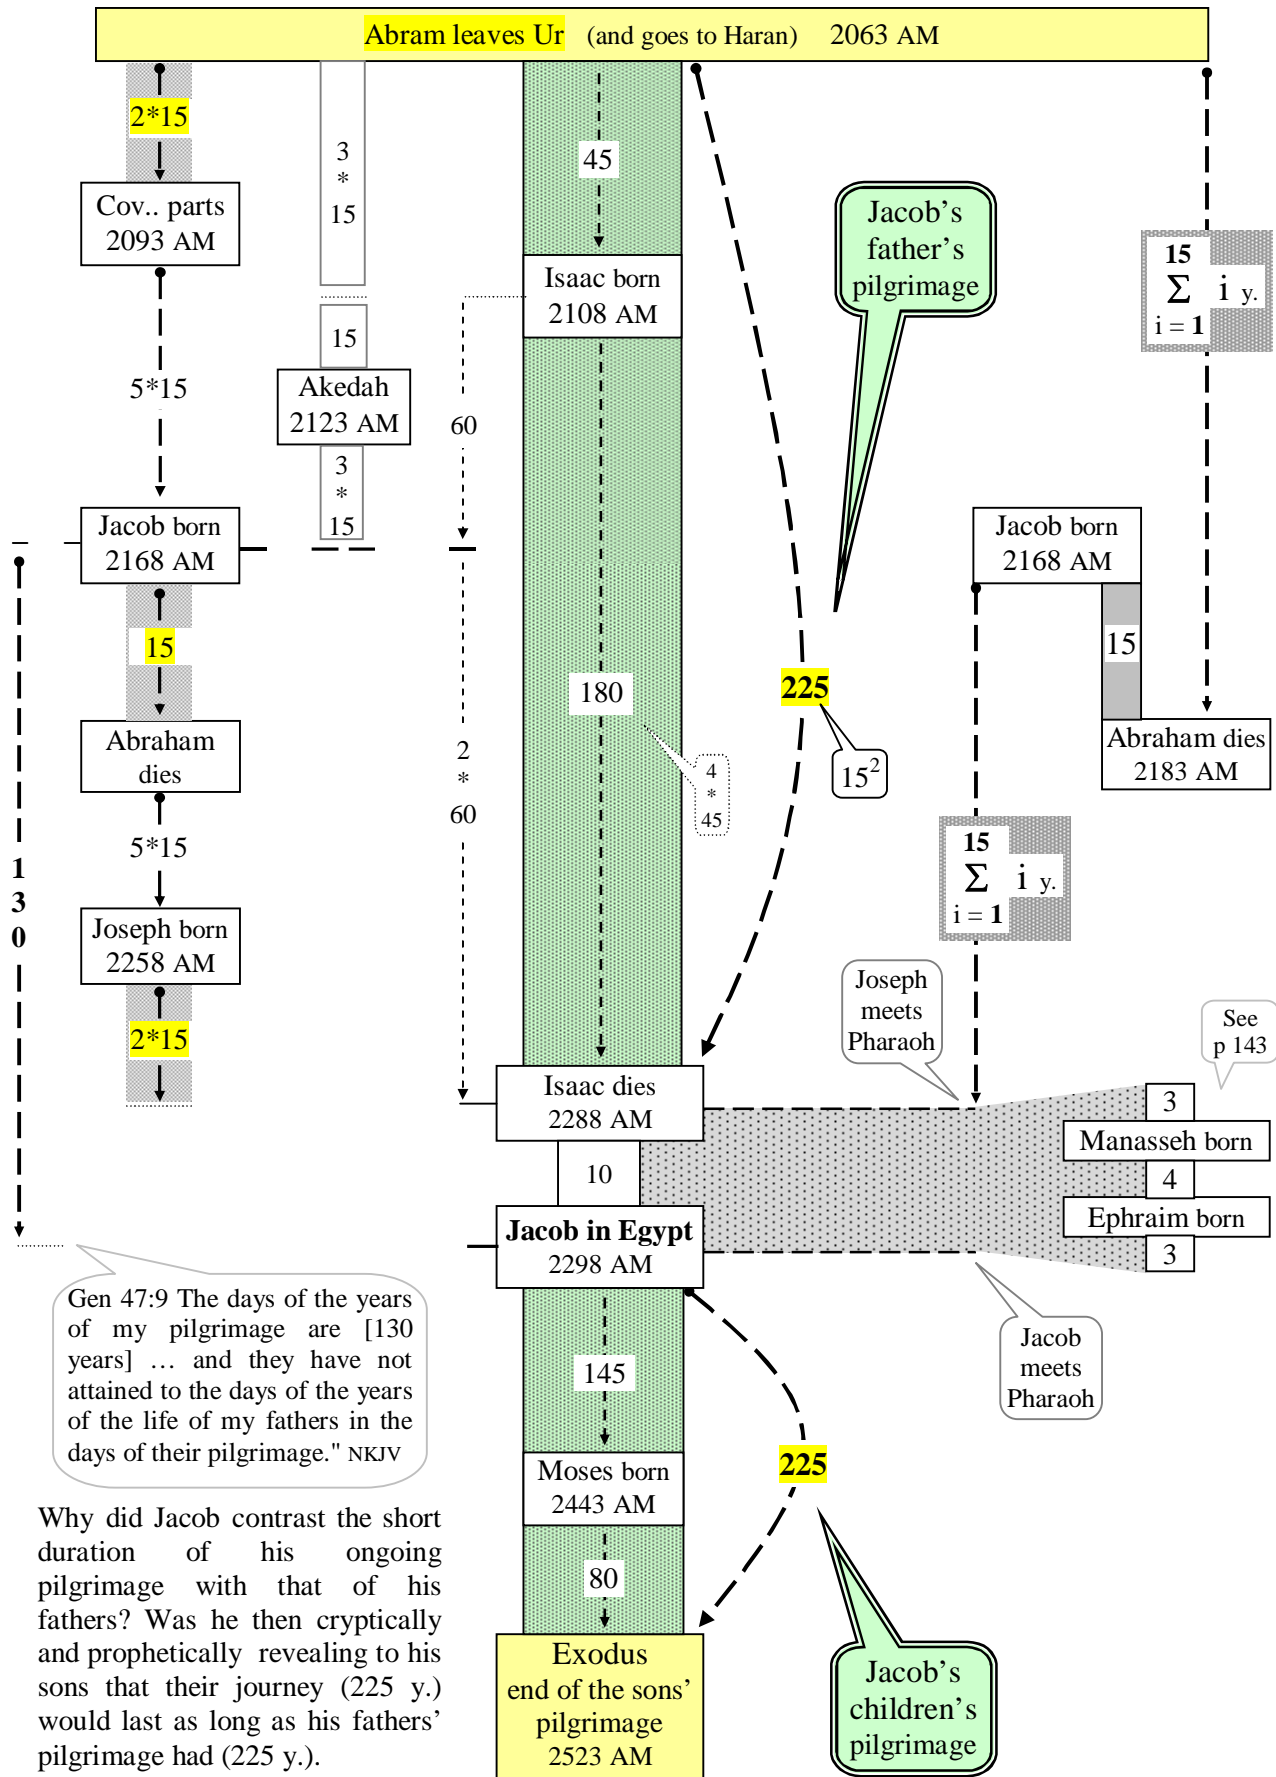 Abram leaves Ur (and goes to Haran) 2063 AM
2*15
Cov.. parts
2093 AM
5*15
Jacob born
2168 AM
15
Abraham
dies
5*15
Joseph born
2258 AM
2*15
1
3
0
3
*
15
15
Akedah
2123 AM
3
*
15
60
2
*
60
45
Isaac born
2108 AM
180
4
*
45
Isaac dies
2288 AM
10
Jacob in Egypt
2298 AM
145
Moses born
2443 AM
80
Exodus
end of the sons’
pilgrimage
2523 AM
Jacob’s
father’s
pilgrimage
225
15²
15
Σ i y.
i = 1
Jacob born
2168 AM
15
Abraham dies
2183 AM
15
Σ i y.
i = 1
Joseph
meets
Pharaoh
See
p 143
3
Manasseh born
4
Ephraim born
3
Jacob
meets
Pharaoh
225
Jacob’s
children’s
pilgrimage
Gen 47:9 The days of the years
of my pilgrimage are [130
years] … and they have not
attained to the days of the years
of the life of my fathers in the
days of their pilgrimage." NKJV
Why did Jacob contrast the short
duration of his ongoing
pilgrimage with that of his
fathers? Was he then cryptically
and prophetically revealing to his
sons that their journey (225 y.)
would last as long as his fathers’
pilgrimage had (225 y.).